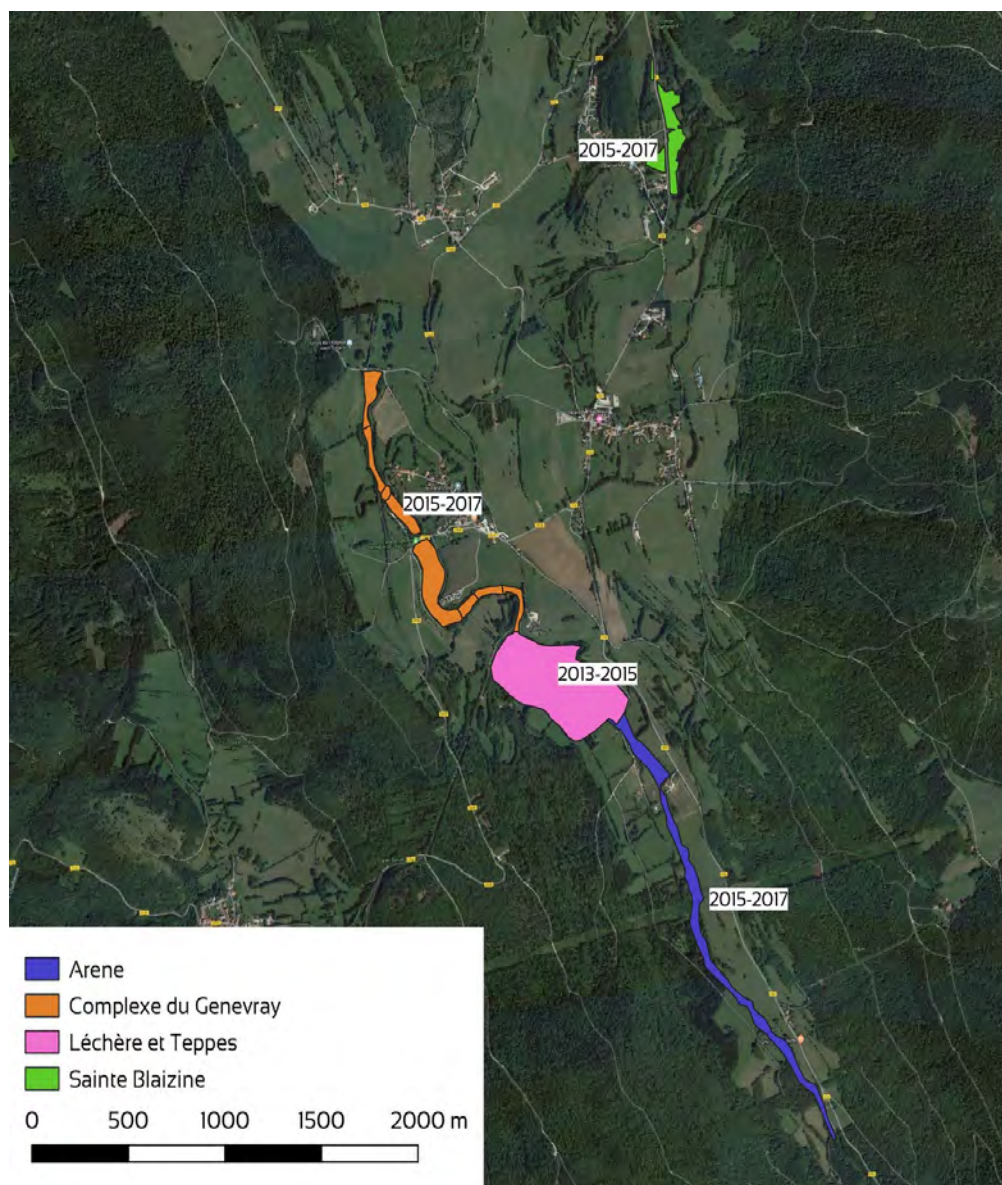 2015-2017
2015-2017
2013-2015
2015-2017
Arene
Complexe du Genevray
Léchère et Teppes
Sainte Blaizine
0 500 1000 1500 2000 m